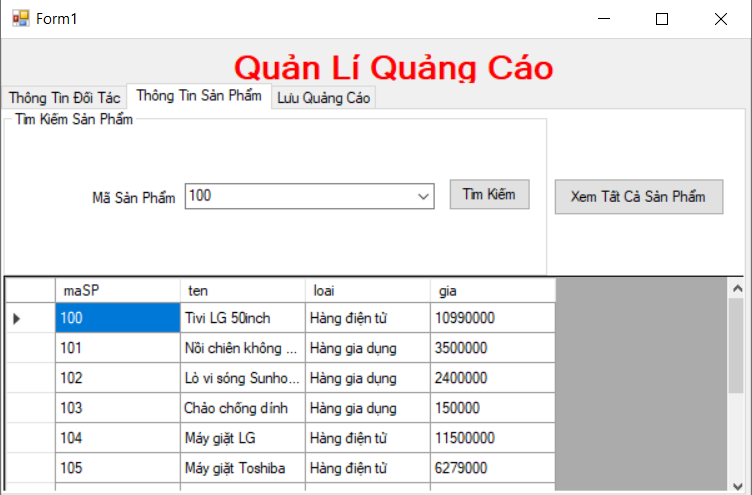 Form1
Quản Lí Quảng Cáo
Thông Tin Đối Tác Thông Tin Sản Phẩm Lưu Quảng Cáo
Tìm Kiếm Sản Phẩm
Mã Sản Phẩm 100 Tìm Kiếm Xem Tất Cả Sản Phẩm
maSP ten loai gia
100 Tivi LG 50inch Hàng điện tử 10990000
101 Nồi chiên không ... Hàng gia dụng 3500000
102 Lò vi sóng Sunho... Hàng gia dụng 2400000
103 Chảo chống dính Hàng gia dụng 150000
104 Máy giặt LG Hàng điện tử 11500000
105 Máy giặt Toshiba Hàng điện tử 6279000